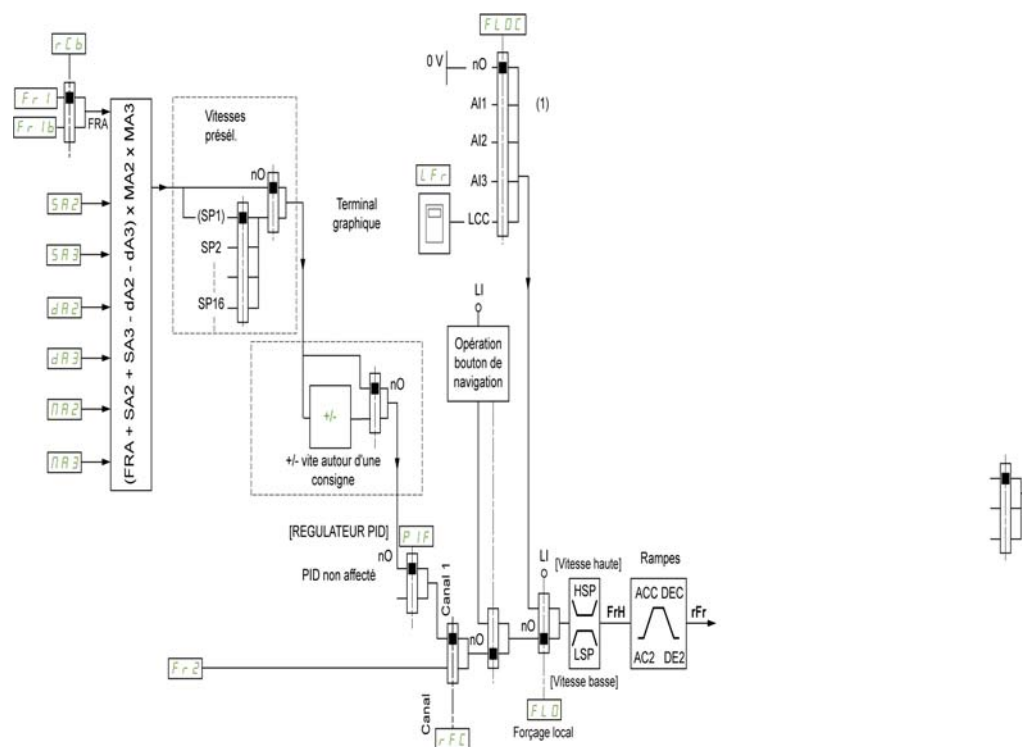 FLOC
rCb
0 V
nO
Fr1
AI1
(1)
Fr1b
FRA
Vitesses
présél.
AI2
nO
LFr
AI3
SA2
(SP1)
Terminal
graphique
LCC
SP2
SA3
LI
SP16
dA2
Opération
bouton de
navigation
dA3
nO
+/-
MA2
+/- vite autour d'une
consigne
MA3
(FRA + SA2 + SA3 - dA2 - dA3) x MA2 x MA3
[REGULATEUR PID]
PIF
nO
PID non affecté
LI
[Vitesse haute]
Rampes
Canal 1
HSP
ACC DEC
nO
nO
FrH
rFr
LSP
AC2 DE2
Fr2
[Vitesse basse]
Canal
FLO
rFC
Forçage local